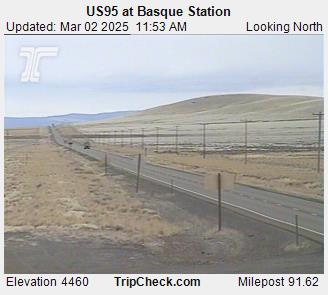 US95 at Basque Station
Updated: Mar 02 2025 11:53 AM Looking North
Elevation 4460 TripCheck.com Milepost 91.62